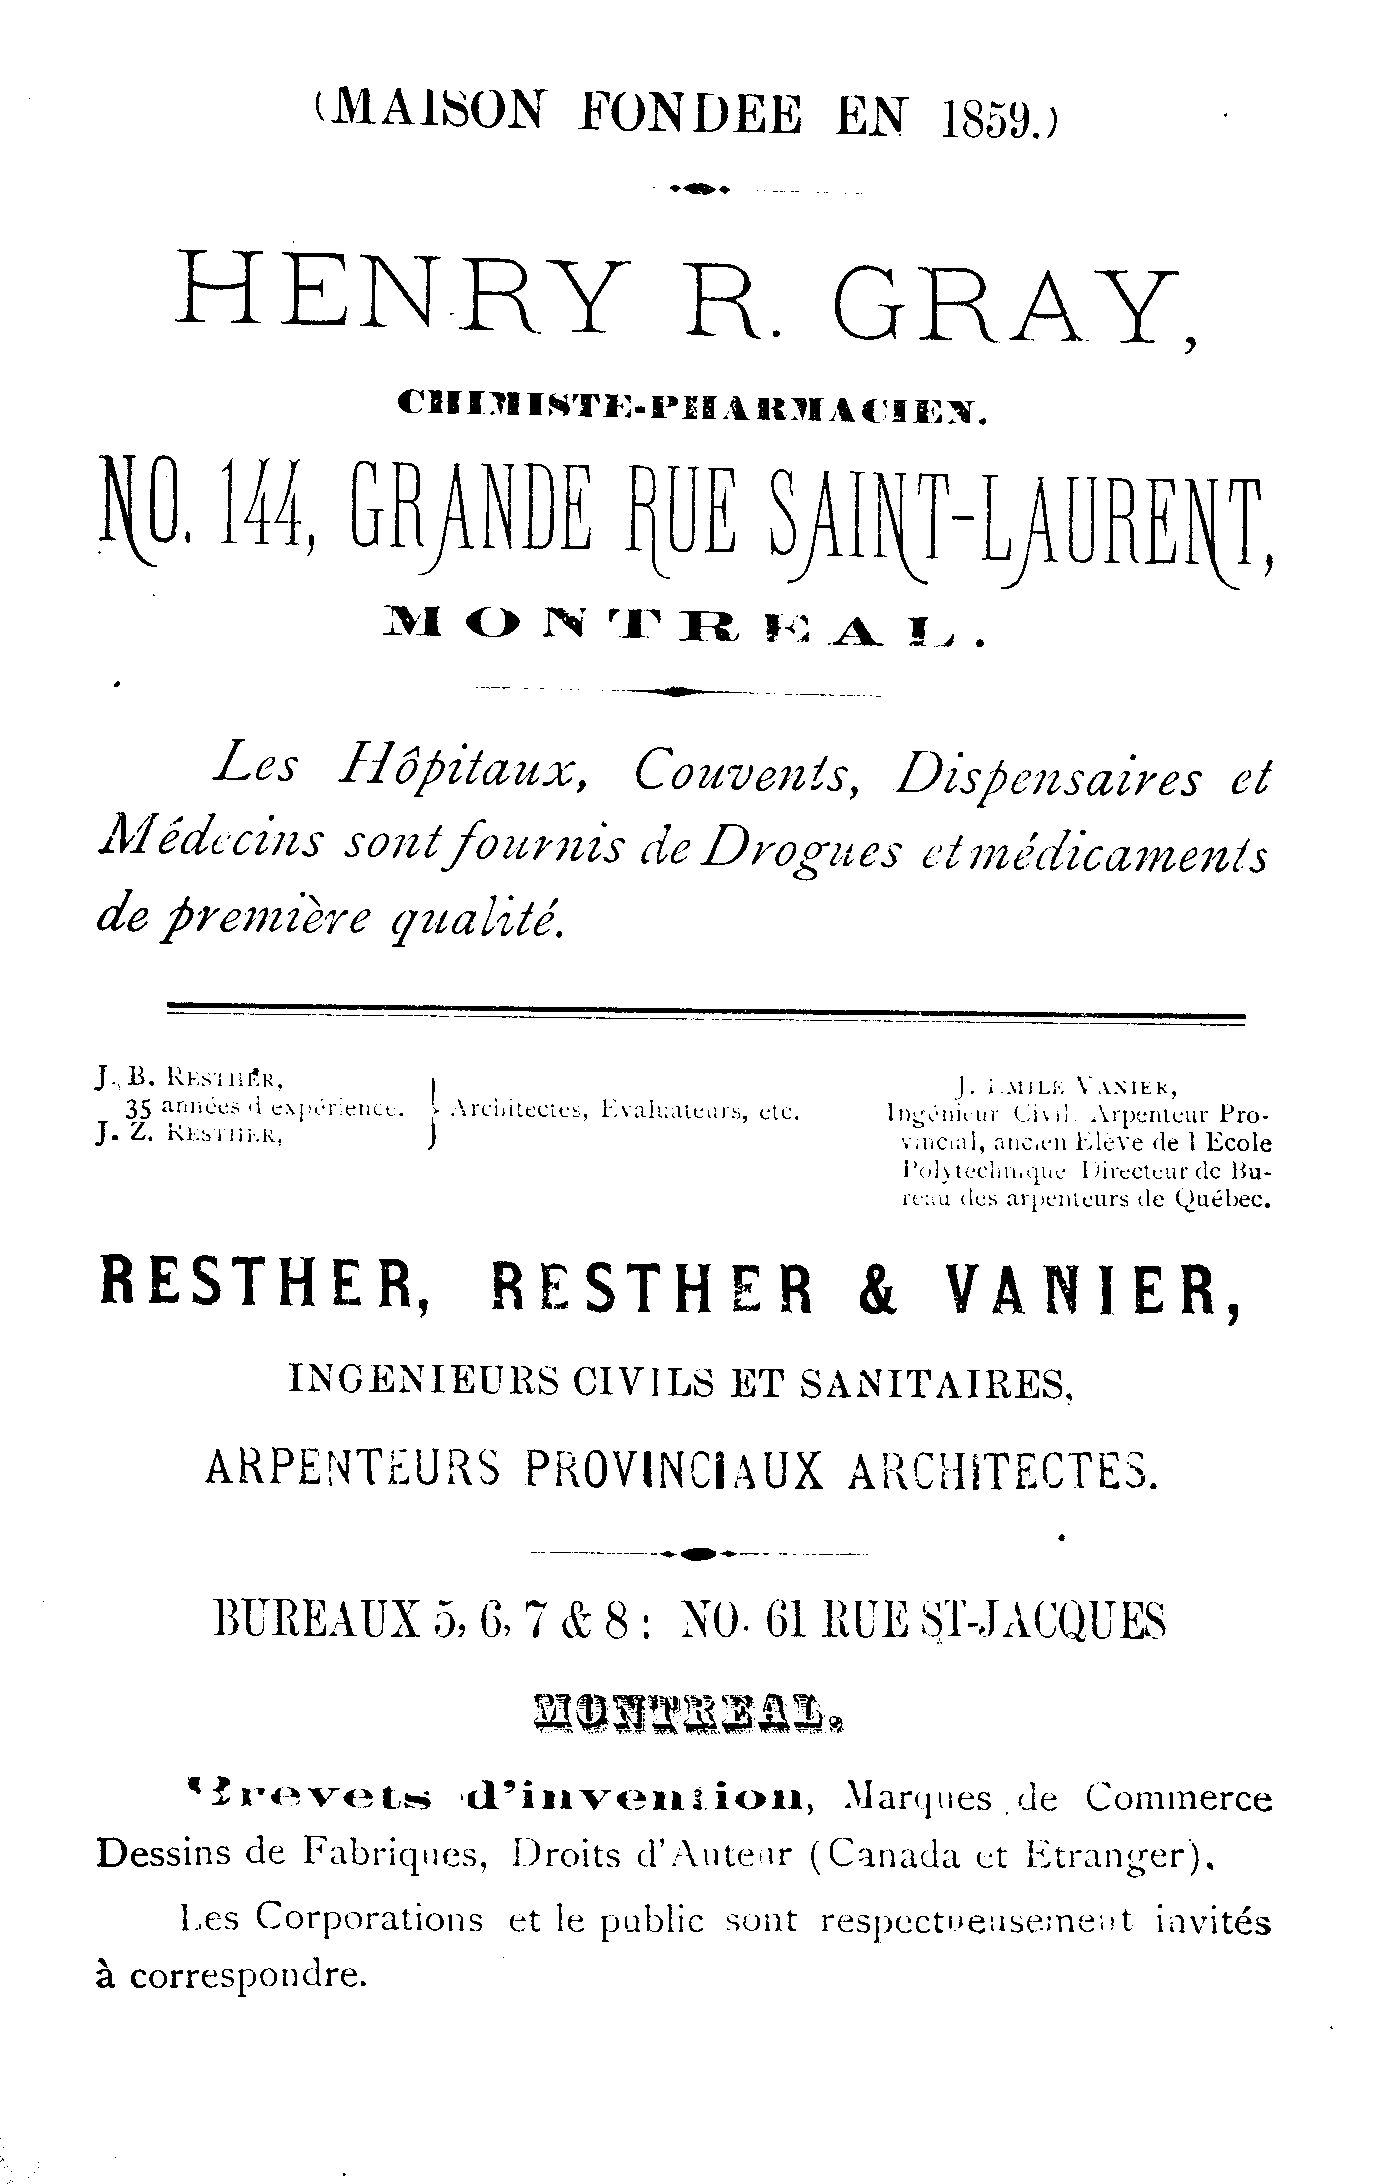 (MAISON FONDEE EN 1859.)
HENRY R. GRAY,
CHIMISTE-PHARMACIEN.
NO. 144, GRANDE RUE SAINT-LAURENT,
MONTREAL.
Les Hôpitaux, Couvents, Dispensaires et
Médecins sont fournis de Drogues et médicaments
de première qualité.
J. B. RESTHER,
35 années d'expérience.
J. Z. RESTHER,
} Architectes, Evaluateurs, etc.
J. EMILE VANIER,
Ingénieur Civil. Arpenteur Pro-
vincial, ancien Elève de l'Ecole
Polytechnique Directeur de Bu-
reau des arpenteurs de Québec.
RESTHER, RESTHER & VANIER,
INGENIEURS CIVILS ET SANITAIRES,
ARPENTEURS PROVINCIAUX ARCHITECTES.
BUREAUX 5, 6, 7 & 8 : NO. 61 RUE ST-JACQUES
MONTREAL.
Brevets d'invention, Marques de Commerce
Dessins de Fabriques, Droits d'Auteur (Canada et Etranger).
Les Corporations et le public sont respectueusement invités
à correspondre.